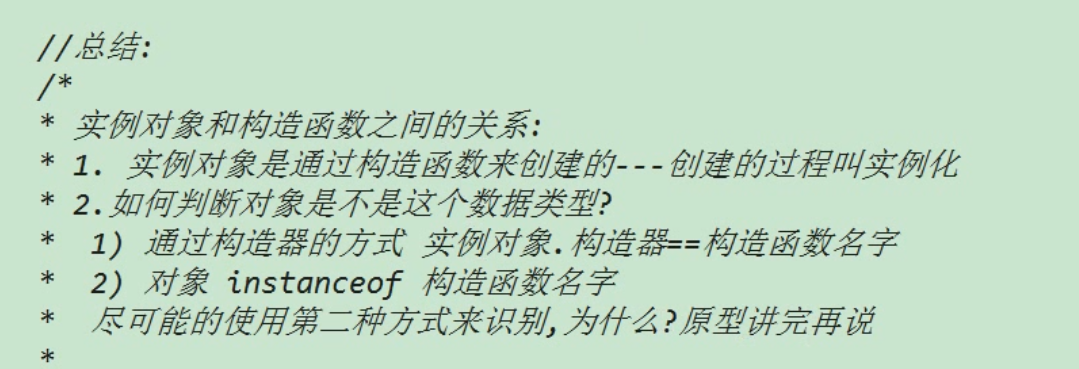 //总结:
/*
* 实例对象和构造函数之间的关系:
* 1. 实例对象是通过构造函数来创建的---创建的过程叫实例化
* 2.如何判断对象是不是这个数据类型?
*  1) 通过构造器的方式 实例对象.构造器==构造函数名字
*  2) 对象 instanceof 构造函数名字
*  尽可能的使用第二种方式来识别,为什么?原型讲完再说
*